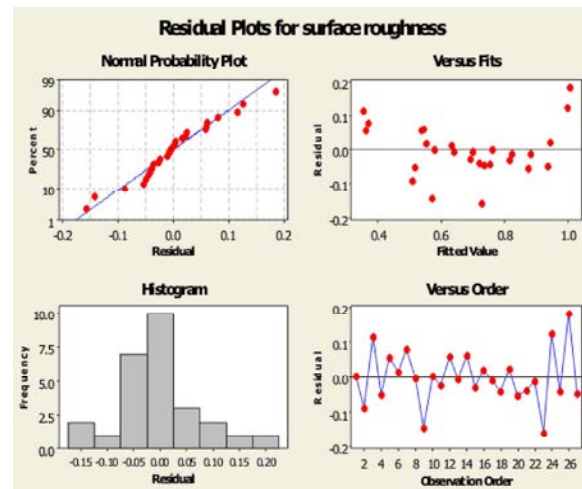 Residual Plots for surface roughness
Normal Probability Plot
Versus Fits
99
90
50
10
1
Percent
-0.2 -0.1 0.0 0.1 0.2
Residual
0.2
0.1
0.0
-0.1
-0.2
Residual
0.4 0.6 0.8 1.0
Fitted Value
Histogram
Versus Order
10.0
7.5
5.0
2.5
0.0
Frequency
-0.15 -0.10 -0.05 0.00 0.05 0.10 0.15 0.20
Residual
0.2
0.1
0.0
-0.1
-0.2
Residual
2 4 6 8 10 12 14 16 18 20 22 24 26
Observation Order